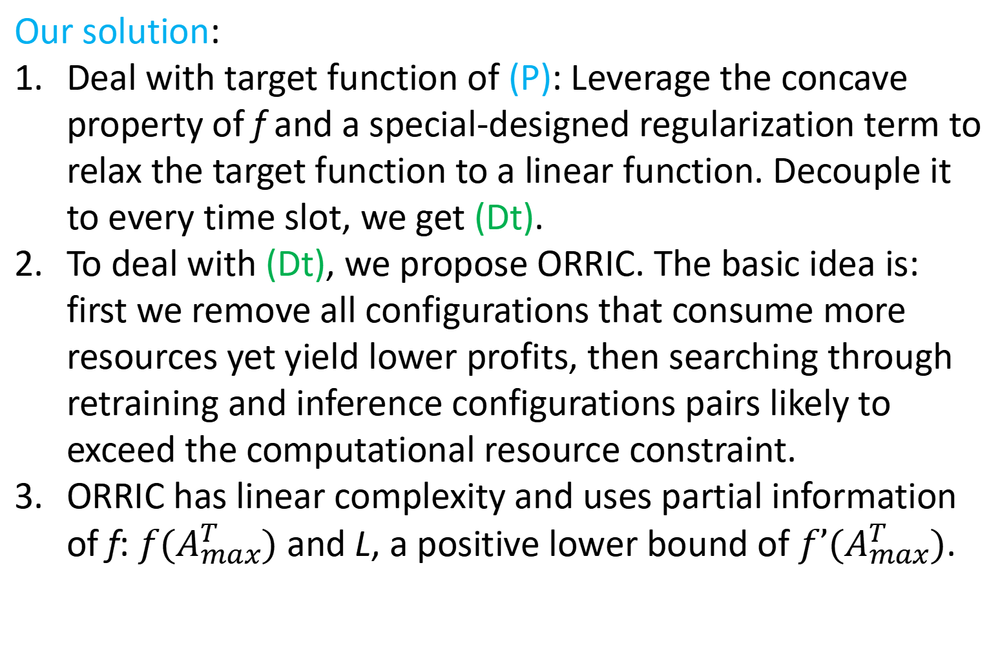 Our solution:
1. Deal with target function of (P): Leverage the concave
property of f and a special-designed regularization term to
relax the target function to a linear function. Decouple it
to every time slot, we get (Dt).
2. To deal with (Dt), we propose ORRIC. The basic idea is:
first we remove all configurations that consume more
resources yet yield lower profits, then searching through
retraining and inference configurations pairs likely to
exceed the computational resource constraint.
3. ORRIC has linear complexity and uses partial information
of f: $f(A_{max}^{T})$ and L, a positive lower bound of $f’(A_{max}^{T})$.